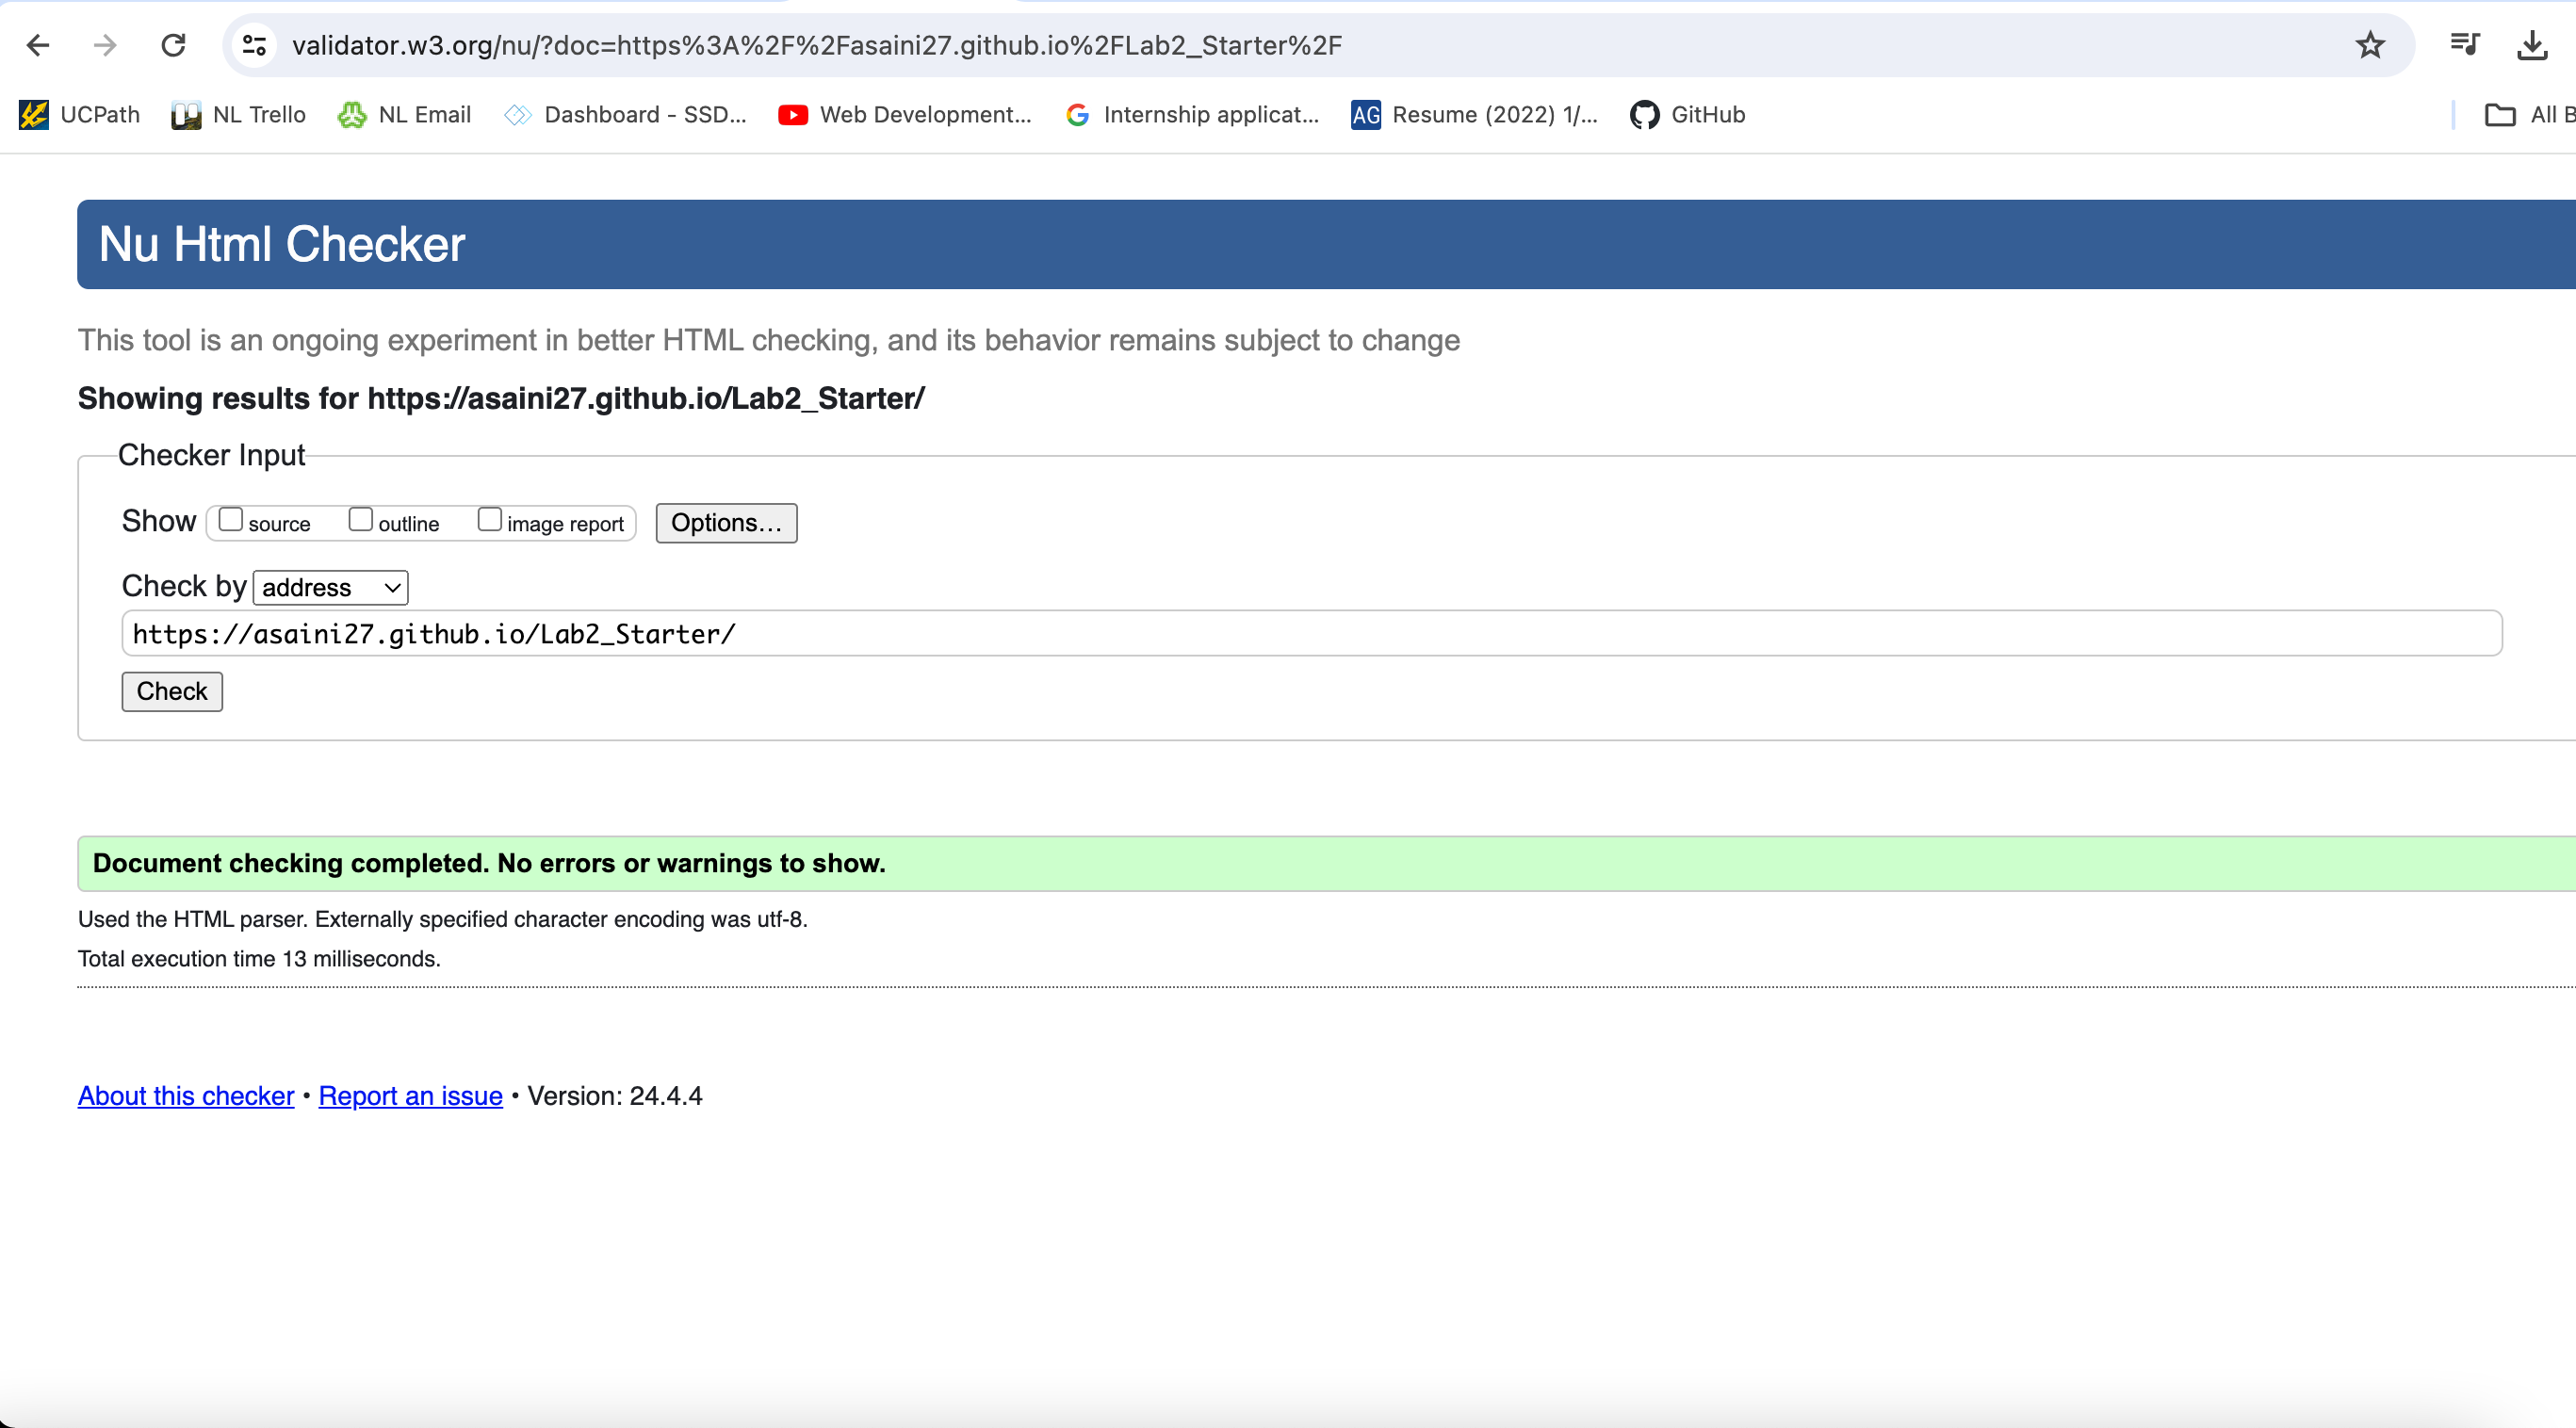 validator.w3.org/nu/?doc=https%3A%2F%2Fasaini27.github.io%2FLab2_Starter%2F
UCPath NL Trello NL Email Dashboard - SSD... Web Development... Internship applicat... AG Resume (2022) 1/... GitHub All B
Nu Html Checker
This tool is an ongoing experiment in better HTML checking, and its behavior remains subject to change
Showing results for https://asaini27.github.io/Lab2_Starter/
Checker Input
Show source outline image report Options...
Check by address
https://asaini27.github.io/Lab2_Starter/
Check
Document checking completed. No errors or warnings to show.
Used the HTML parser. Externally specified character encoding was utf-8.
Total execution time 13 milliseconds.
About this checker • Report an issue • Version: 24.4.4